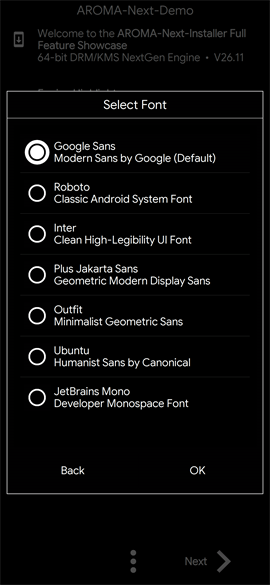 AROMA-Next-Demo
Welcome to the AROMA-Next-Installer Full
Feature Showcase
64-bit DRM/KMS NextGen Engine • V26.11
Select Font
Google Sans
Modern Sans by Google (Default)
Roboto
Classic Android System Font
Inter
Clean High-Legibility UI Font
Plus Jakarta Sans
Geometric Modern Display Sans
Outfit
Minimalist Geometric Sans
Ubuntu
Humanist Sans by Canonical
JetBrains Mono
Developer Monospace Font
Back OK
Next